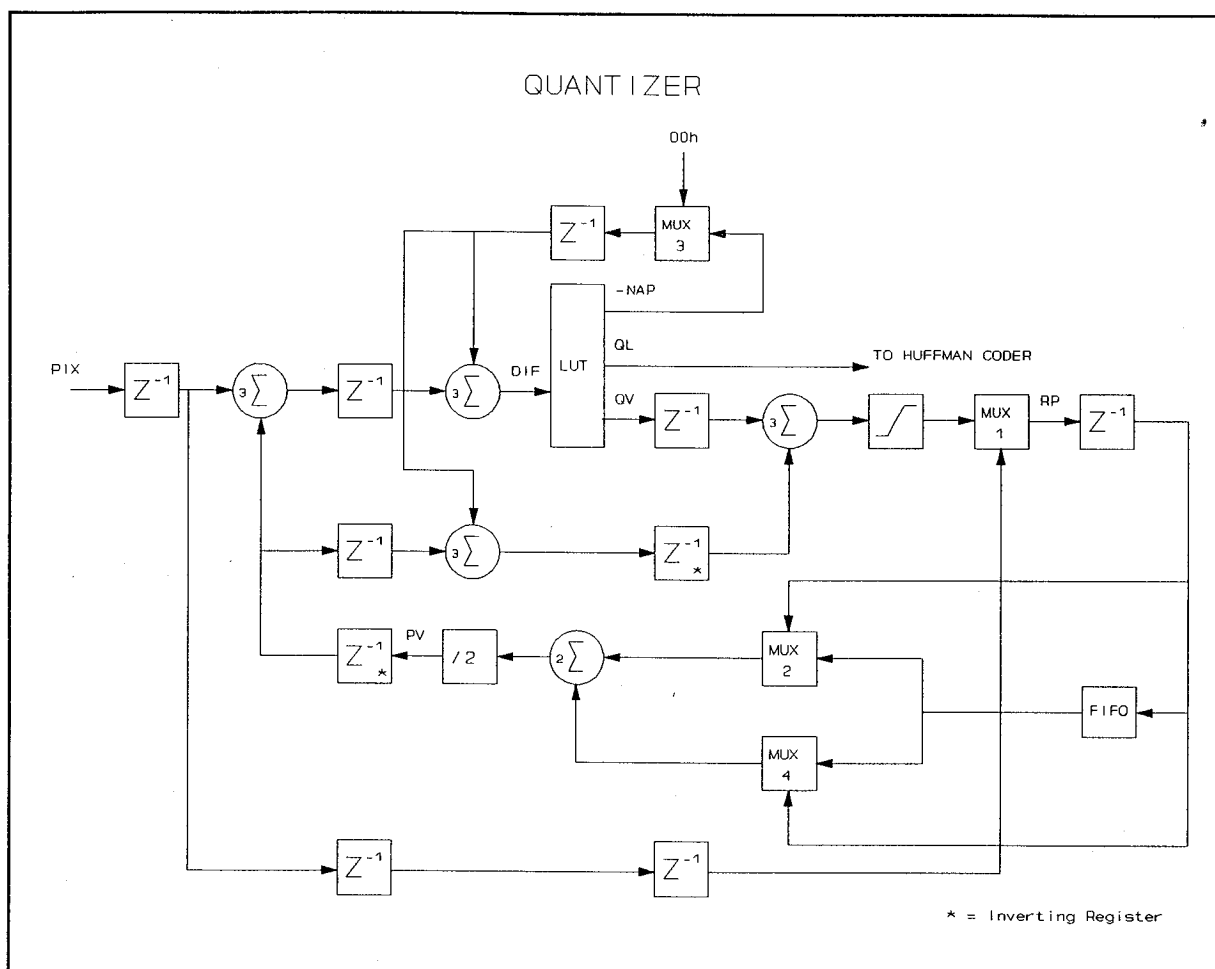 QUANTIZER
00h
Z⁻¹
MUX
3
-NAP
PIX
Z⁻¹
3 Σ
Z⁻¹
3 Σ
DIF
LUT
QL
TO HUFFMAN CODER
QV
Z⁻¹
3 Σ
MUX
1
RP
Z⁻¹
Z⁻¹
3 Σ
Z⁻¹
*
Z⁻¹
*
PV
/2
2 Σ
MUX
2
FIFO
MUX
4
Z⁻¹
Z⁻¹
* = Inverting Register